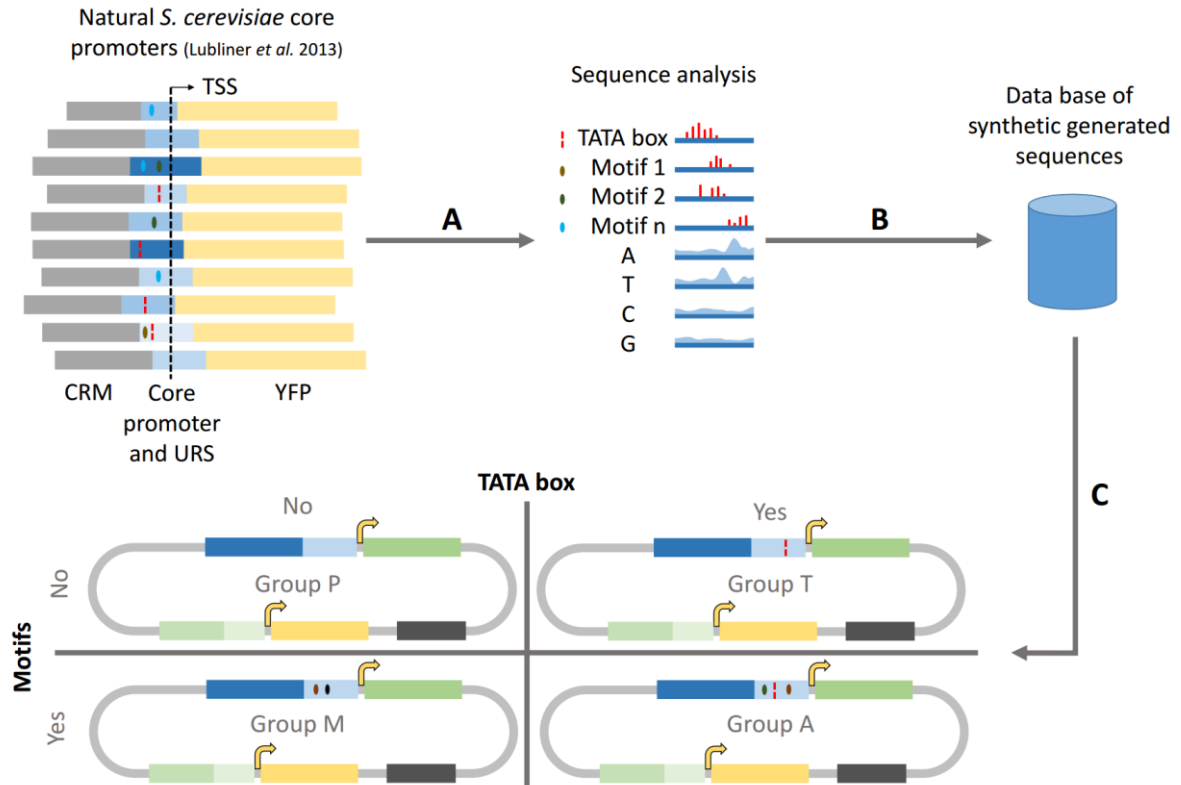 Natural S. cerevisiae core
promoters (Lubliner et al. 2013)
TSS
CRM
Core
promoter
and URS
YFP
A
Sequence analysis
TATA box
Motif 1
Motif 2
Motif n
A
T
C
G
B
Data base of
synthetic generated
sequences
C
TATA box
No
Yes
Motifs
No
Group P
Group T
Yes
Group M
Group A